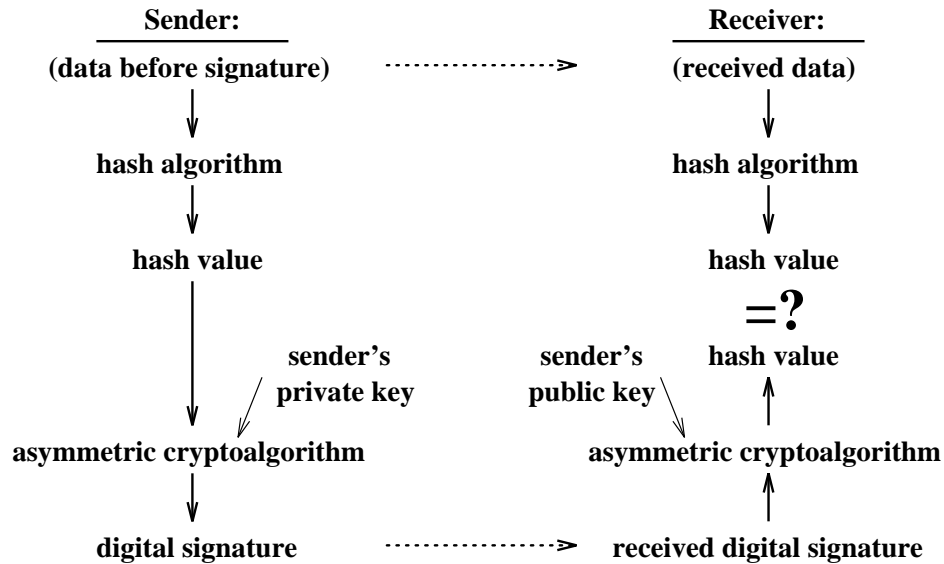 Sender:
(data before signature)
hash algorithm
hash value
sender's
private key
asymmetric cryptoalgorithm
digital signature
Receiver:
(received data)
hash algorithm
hash value
=?
hash value
sender's
public key
asymmetric cryptoalgorithm
received digital signature